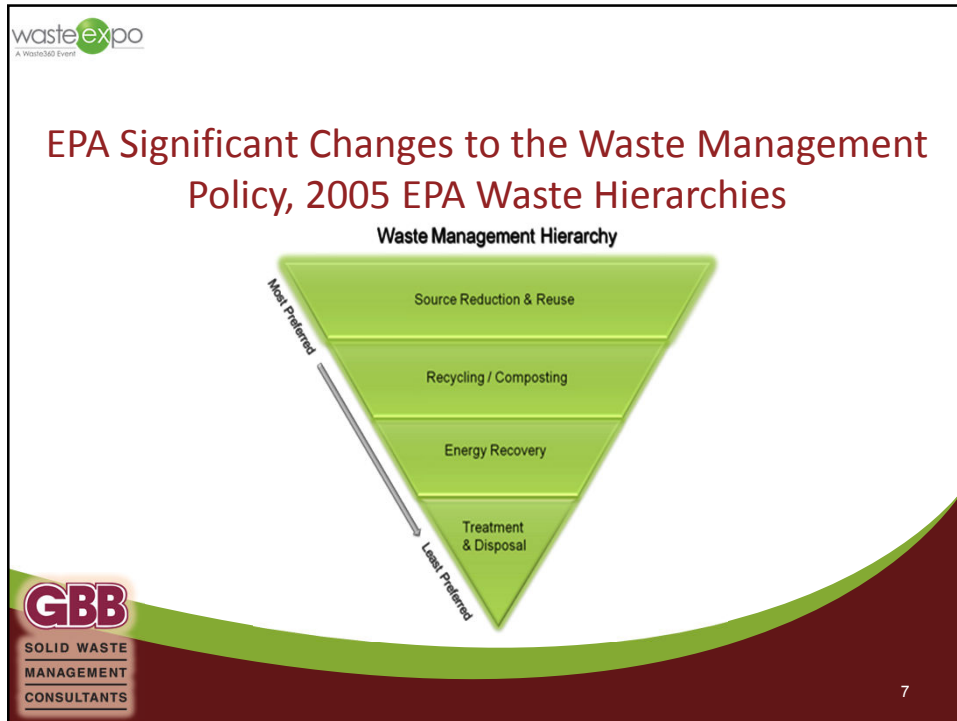 wasteexpo
A Waste360 Event
EPA Significant Changes to the Waste Management
Policy, 2005 EPA Waste Hierarchies
Waste Management Hierarchy
Most Preferred
Source Reduction & Reuse
Recycling / Composting
Energy Recovery
Treatment
& Disposal
Least Preferred
GBB
SOLID WASTE
MANAGEMENT
CONSULTANTS
7